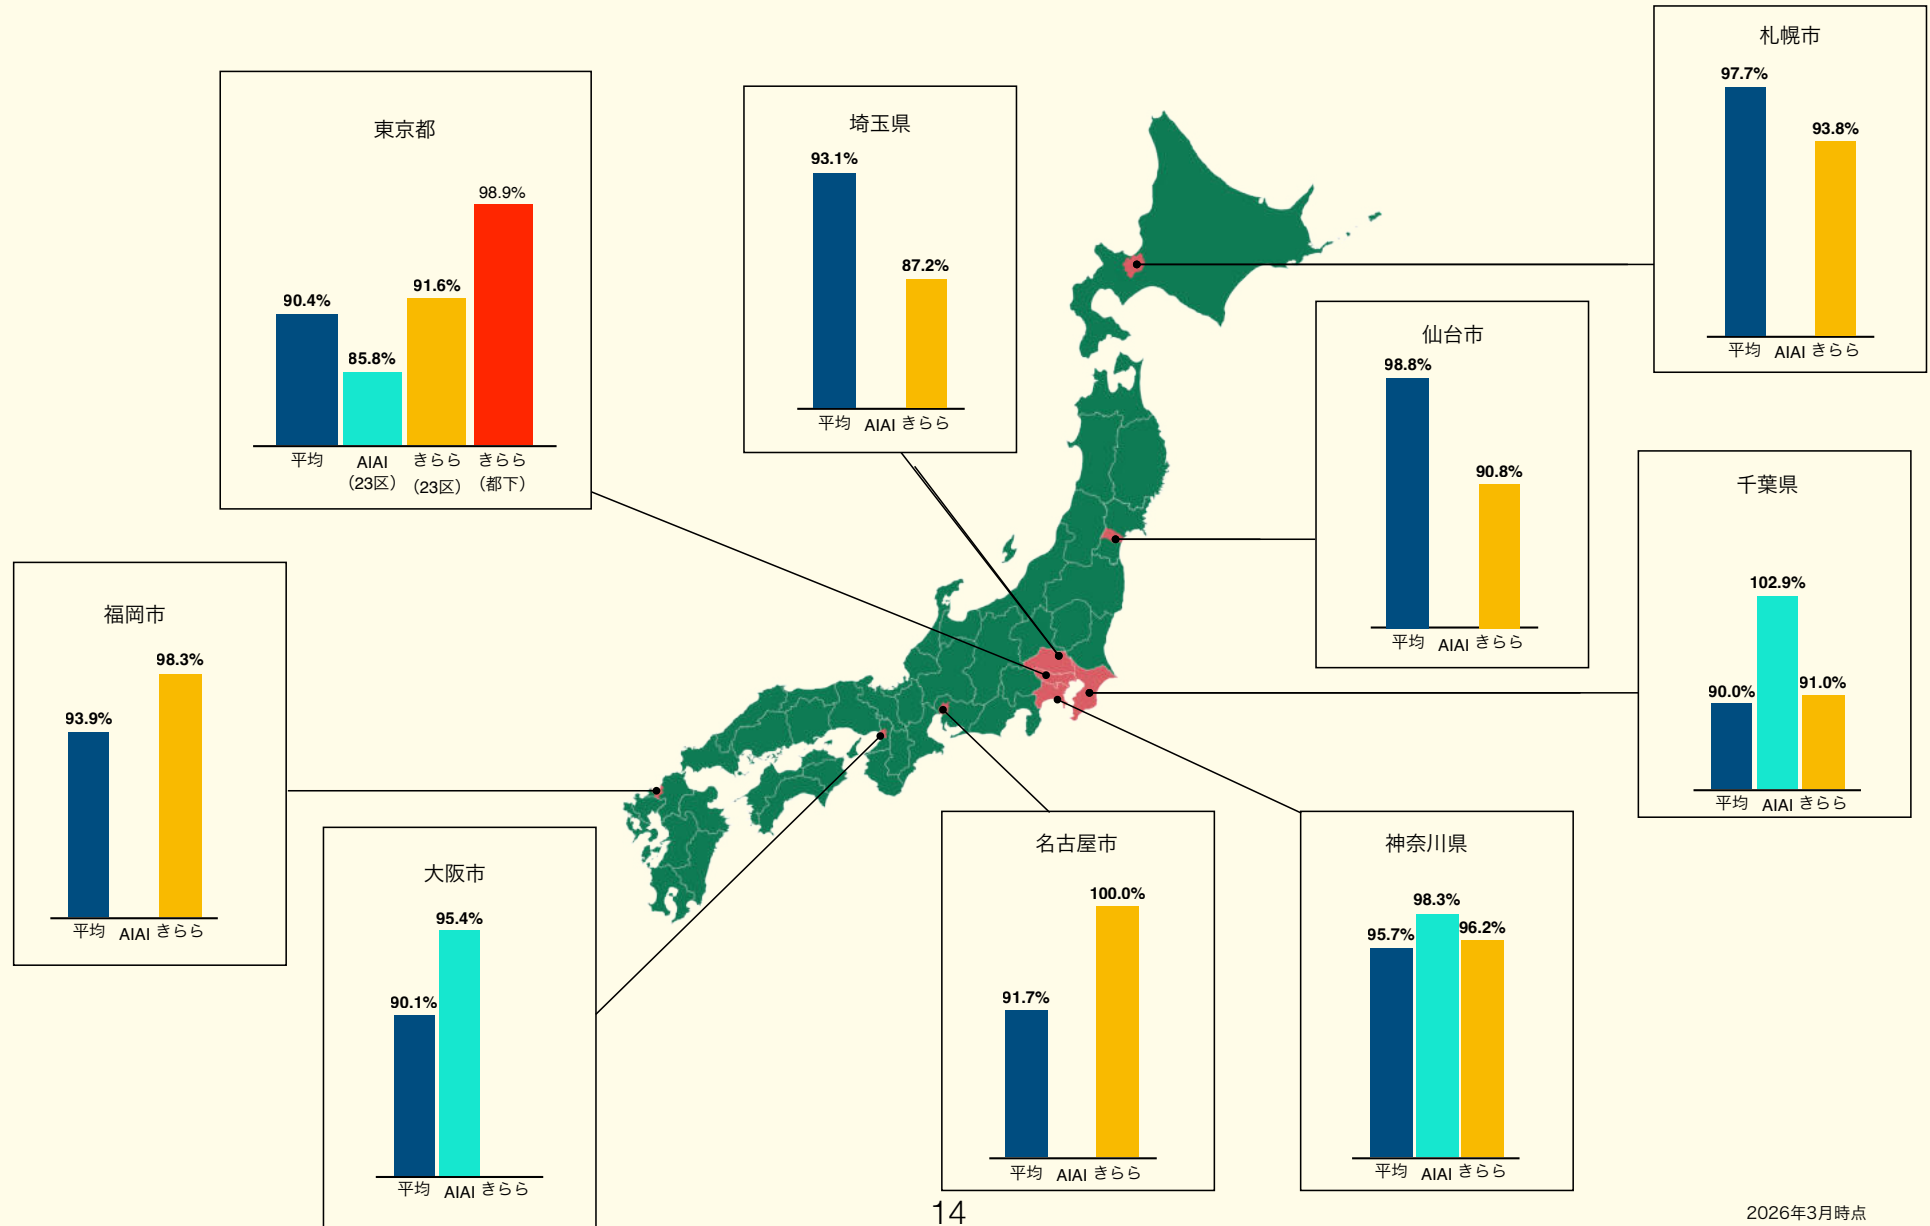 札幌市
97.7%
93.8%
平均 AIAI きらら
東京都
98.9%
91.6%
90.4%
85.8%
平均 AIAI きらら きらら
（23区） （23区） （都下）
埼玉県
93.1%
87.2%
平均 AIAI きらら
仙台市
98.8%
90.8%
平均 AIAI きらら
千葉県
102.9%
90.0% 91.0%
平均 AIAI きらら
福岡市
98.3%
93.9%
平均 AIAI きらら
大阪市
95.4%
90.1%
平均 AIAI きらら
名古屋市
100.0%
91.7%
平均 AIAI きらら
神奈川県
98.3%
95.7% 96.2%
平均 AIAI きらら
14
2026年3月時点